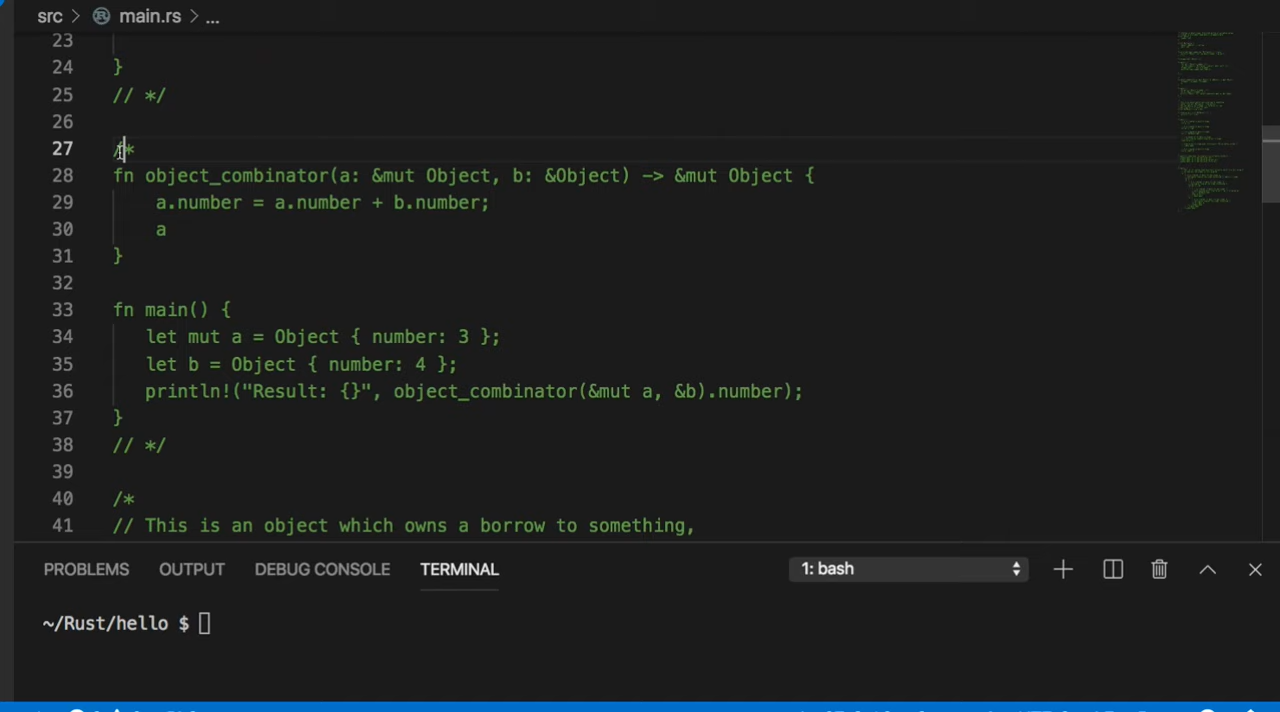 src > main.rs > ...
23
24 }
25 // */
26
27 /*
28 fn object_combinator(a: &mut Object, b: &Object) -> &mut Object {
29     a.number = a.number + b.number;
30     a
31 }
32
33 fn main() {
34    let mut a = Object { number: 3 };
35    let b = Object { number: 4 };
36    println!("Result: {}", object_combinator(&mut a, &b).number);
37 }
38 // */
39
40 /*
41 // This is an object which owns a borrow to something,
PROBLEMS OUTPUT DEBUG CONSOLE TERMINAL 1: bash
~/Rust/hello $